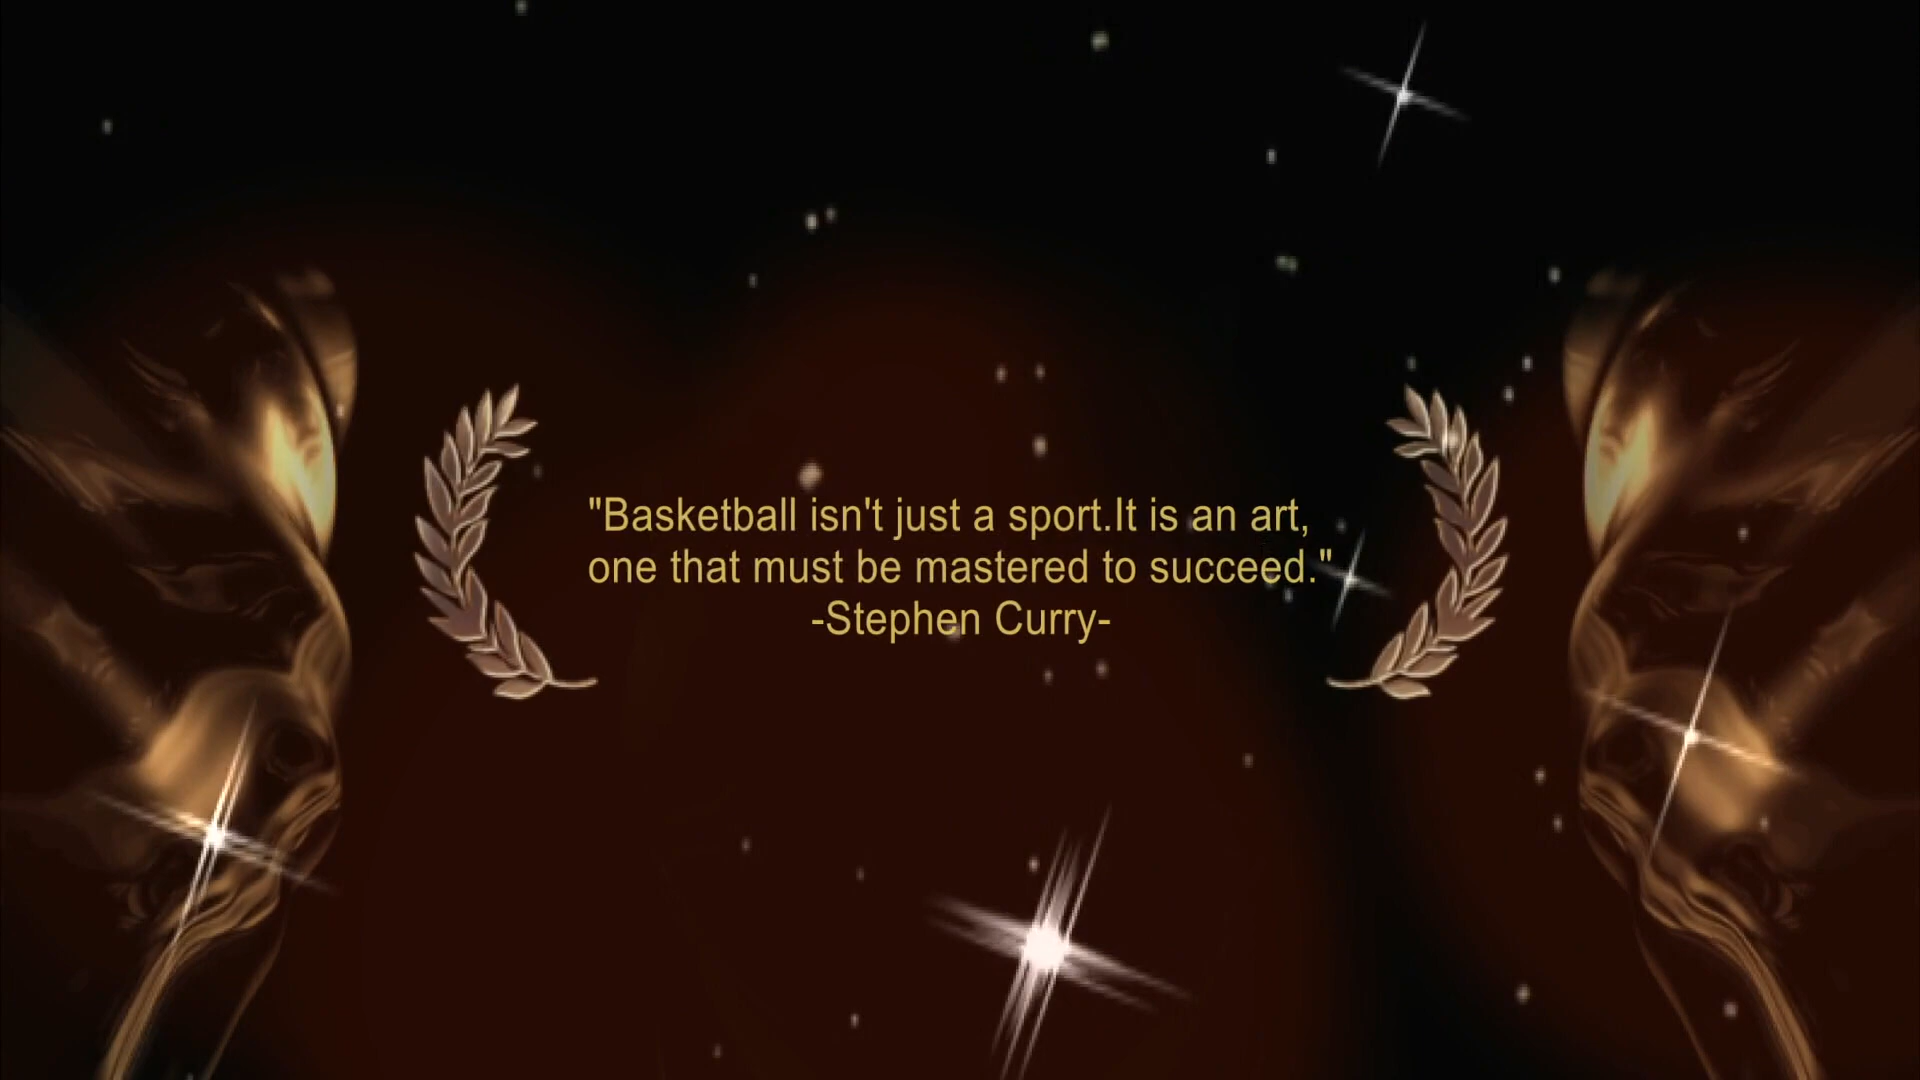 "Basketball isn't just a sport.It is an art,
one that must be mastered to succeed."
-Stephen Curry-